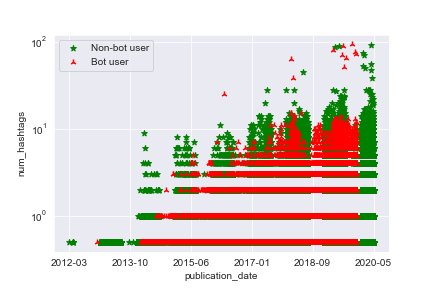 Non-bot user
Bot user
10²
10¹
10⁰
num_hashtags
2012-03 2013-10 2015-06 2017-01 2018-09 2020-05
publication_date